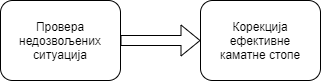 Провера
недозвољених
ситуација
Корекција
ефективне
каматне стопе